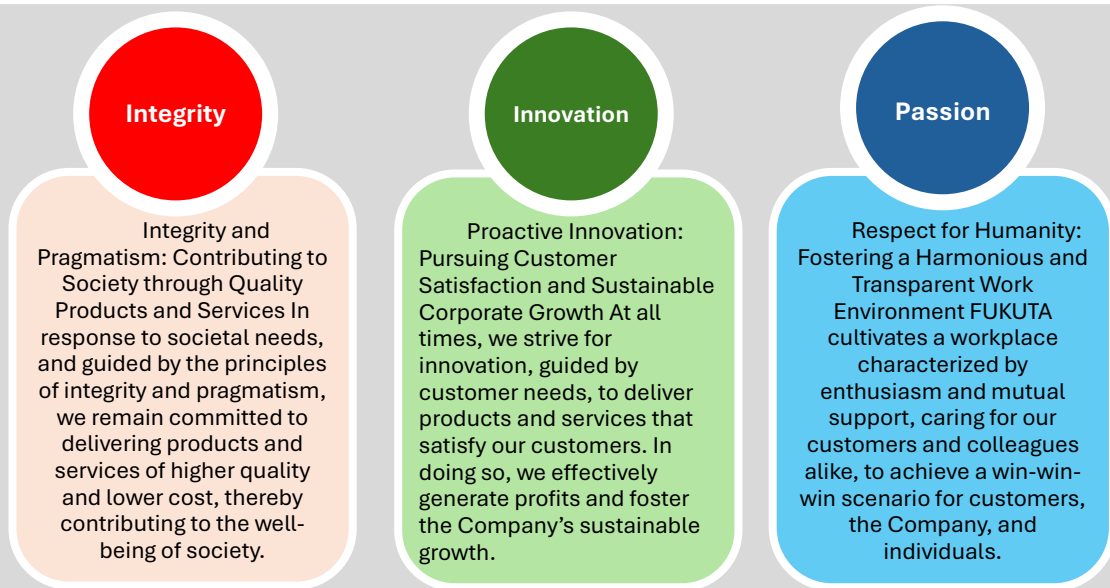 Integrity
Integrity and
Pragmatism: Contributing to
Society through Quality
Products and Services In
response to societal needs,
and guided by the principles
of integrity and pragmatism,
we remain committed to
delivering products and
services of higher quality
and lower cost, thereby
contributing to the well-
being of society.
Innovation
Proactive Innovation:
Pursuing Customer
Satisfaction and Sustainable
Corporate Growth At all
times, we strive for
innovation, guided by
customer needs, to deliver
products and services that
satisfy our customers. In
doing so, we effectively
generate profits and foster
the Company’s sustainable
growth.
Passion
Respect for Humanity:
Fostering a Harmonious and
Transparent Work
Environment FUKUTA
cultivates a workplace
characterized by
enthusiasm and mutual
support, caring for our
customers and colleagues
alike, to achieve a win-win-
win scenario for customers,
the Company, and
individuals.